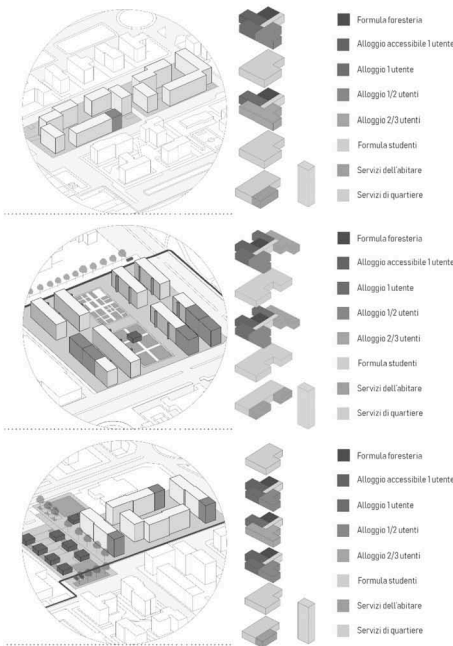 Formula foresteria
Alloggio accessibile 1 utente
Alloggio 1 utente
Alloggio 1/2 utenti
Alloggio 2/3 utenti
Formula studenti
Servizi dell'abitare
Servizi di quartiere
Formula foresteria
Alloggio accessibile 1 utente
Alloggio 1 utente
Alloggio 1/2 utenti
Alloggio 2/3 utenti
Formula studenti
Servizi dell'abitare
Servizi di quartiere
Formula foresteria
Alloggio accessibile 1 utente
Alloggio 1 utente
Alloggio 1/2 utenti
Alloggio 2/3 utenti
Formula studenti
Servizi dell'abitare
Servizi di quartiere